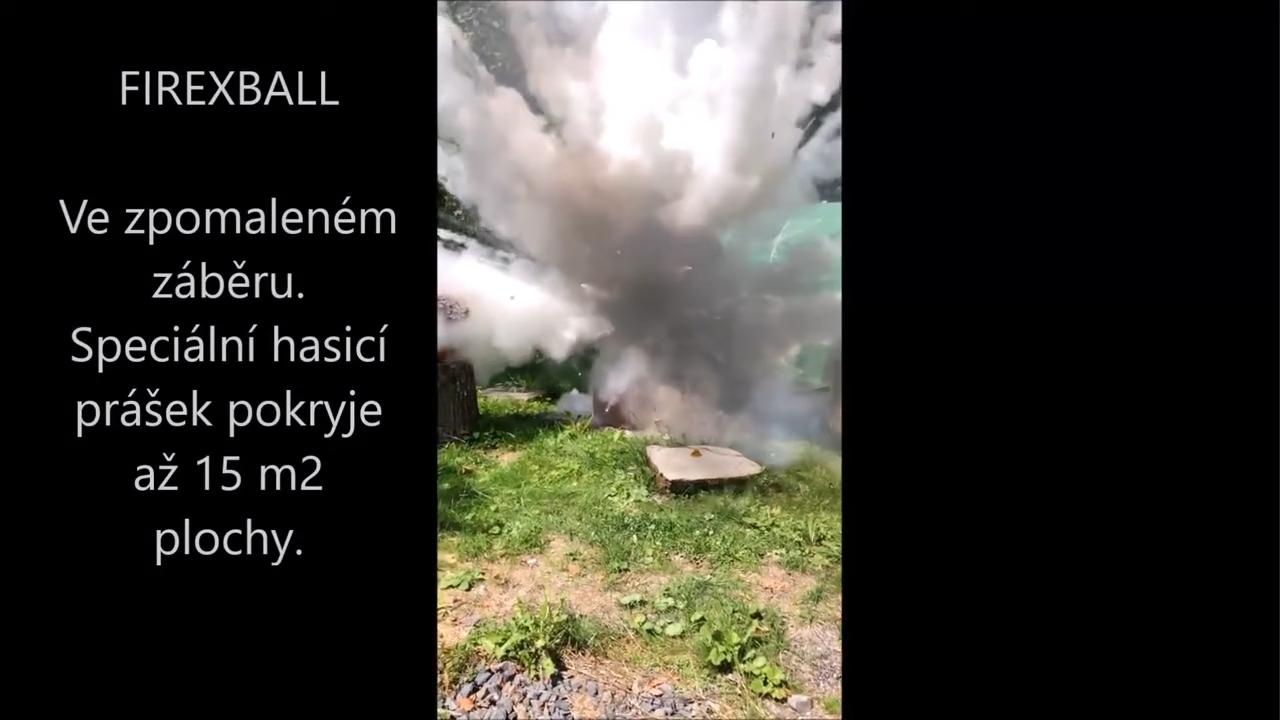 FIREXBALL
Ve zpomaleném
záběru.
Speciální hasicí
prášek pokryje
až 15 m2
plochy.